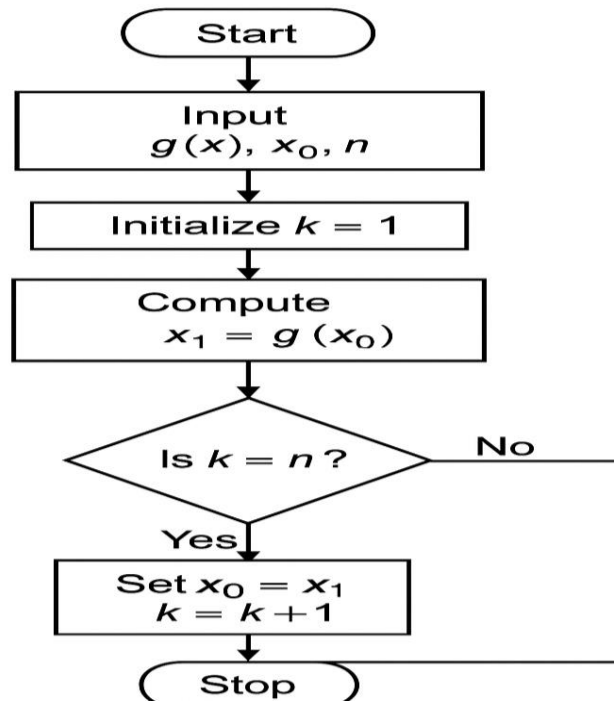 Start
Input
g(x), x₀, n
Initialize k = 1
Compute
x₁ = g (x₀)
Is k = n ?
No
Yes
Set x₀ = x₁
k = k + 1
Stop